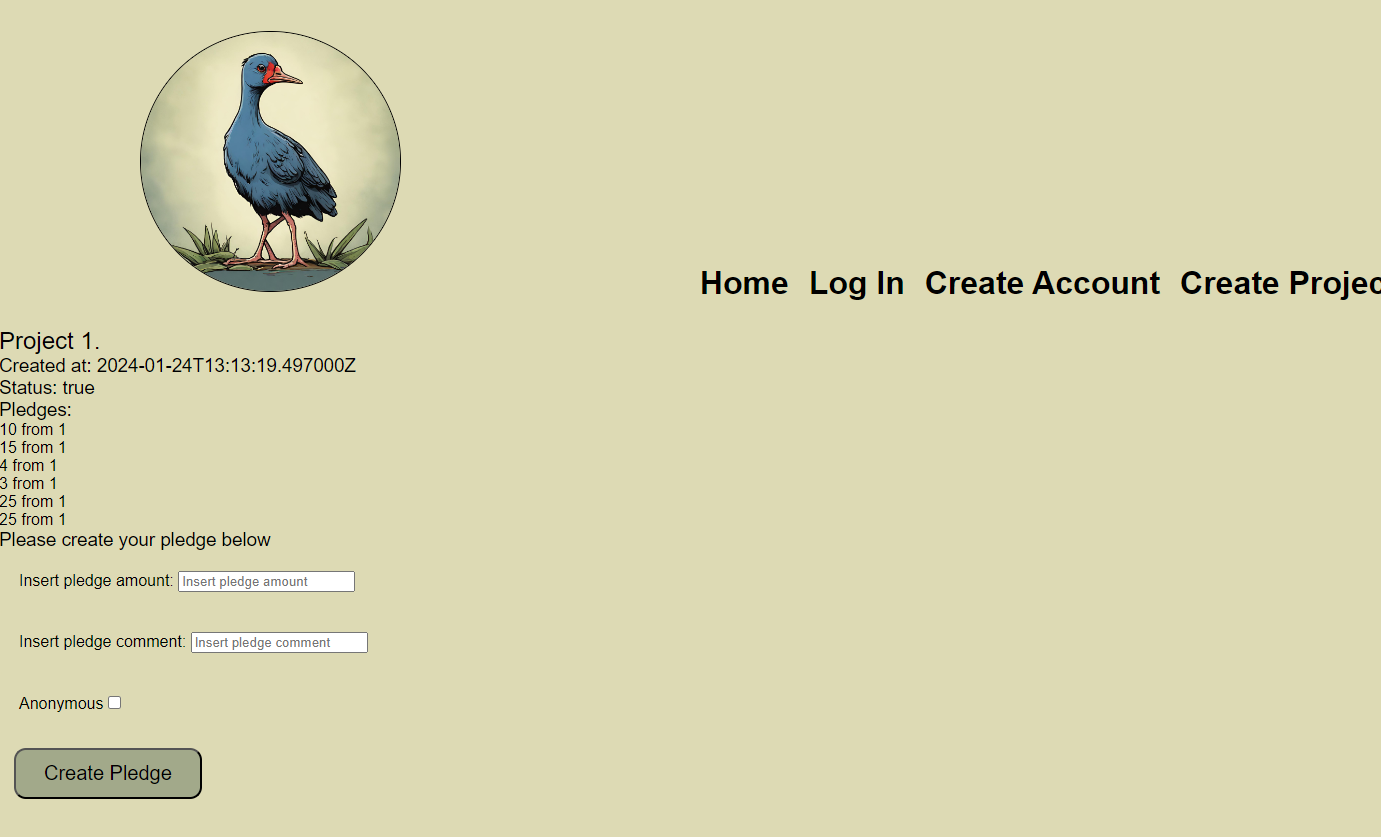 Home Log In Create Account Create Projec
Project 1.
Created at: 2024-01-24T13:13:19.497000Z
Status: true
Pledges:
10 from 1
15 from 1
4 from 1
3 from 1
25 from 1
25 from 1
Please create your pledge below
Insert pledge amount: Insert pledge amount
Insert pledge comment: Insert pledge comment
Anonymous
Create Pledge